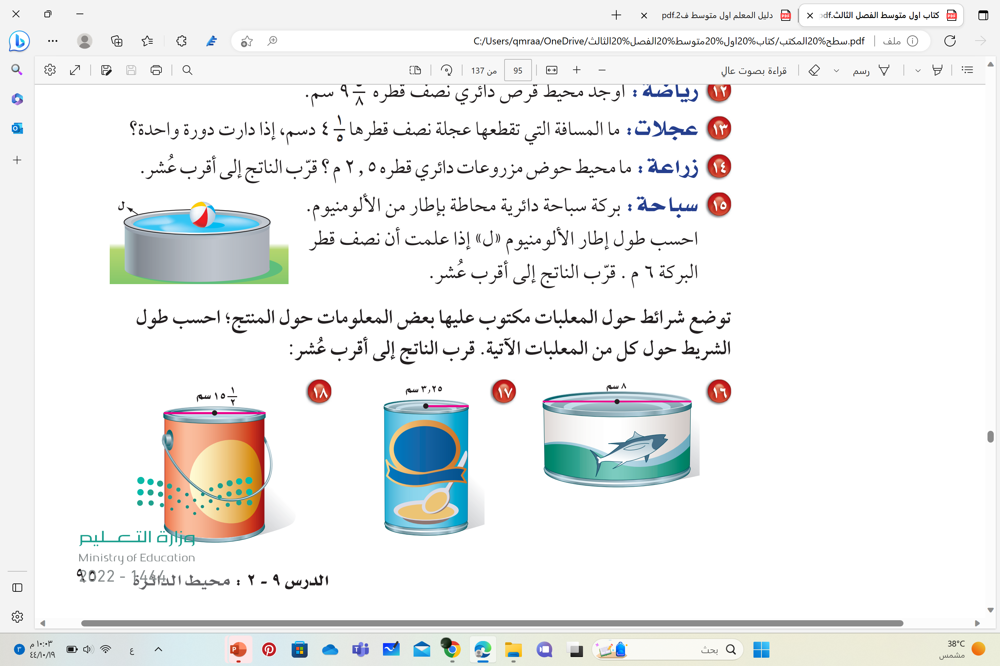 كتاب اول متوسط الفصل الثالث.pdf
دليل المعلم اول متوسط ف2.pdf
ملف
C:/Users/qmraa/OneDrive/سطح%20المكتب/كتاب%20اول%20متوسط%20الفصل%20الثالث.pdf
قراءة بصوت عالٍ
رسم
95
من 137
١٢ رياضة : أوجد محيط قرص دائري نصف قطره ٩ /٨ سم.
١٣ عجلات: ما المسافة التي تقطعها عجلة نصف قطرها ٤ ١/٥ دسم، إذا دارت دورة واحدة؟
١٤ زراعة : ما محيط حوض مزروعات دائري قطره ٢,٥ م؟ قرّب الناتج إلى أقرب عُشر.
١٥ سباحة : بركة سباحة دائرية محاطة بإطار من الألومنيوم.
احسب طول إطار الألومنيوم «ل» إذا علمت أن نصف قطر
البركة ٦ م . قرّب الناتج إلى أقرب عُشر.
ل
توضع شرائط حول المعلبات مكتوب عليها بعض المعلومات حول المنتج؛ احسب طول
الشريط حول كل من المعلبات الآتية. قرب الناتج إلى أقرب عُشر:
١٦
٨ سم
١٧
٣,٢٥ سم
١٨
١٥ ١/٢ سم
وزارة التعليم
Ministry of Education
2022 - 1444
الدرس ٩ - ٢ : محيط الدائرة
٩٥
38°C
مشمس
بحث
ع
١٠:٠٣ م
٤٤/١٠/١٩
٣